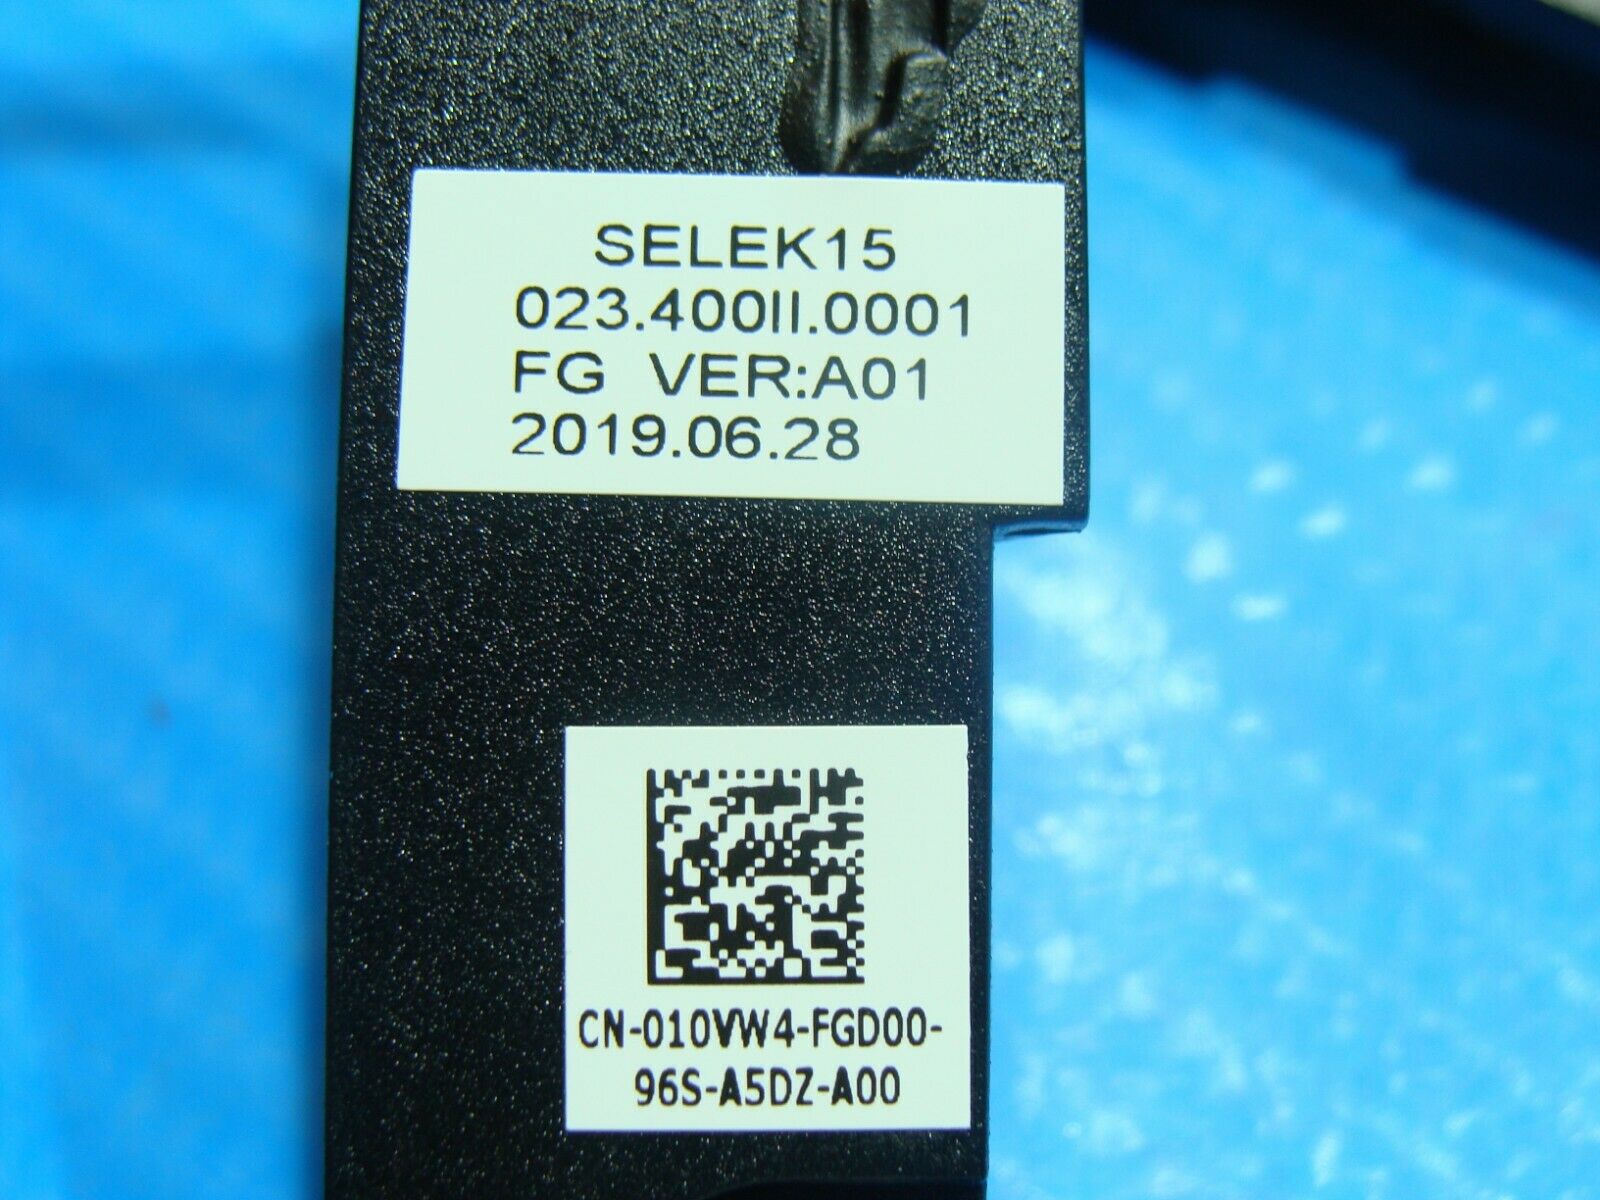 SELEK15
023.400II.0001
FG VER:A01
2019.06.28
CN-010VW4-FGD00-
96S-A5DZ-A00